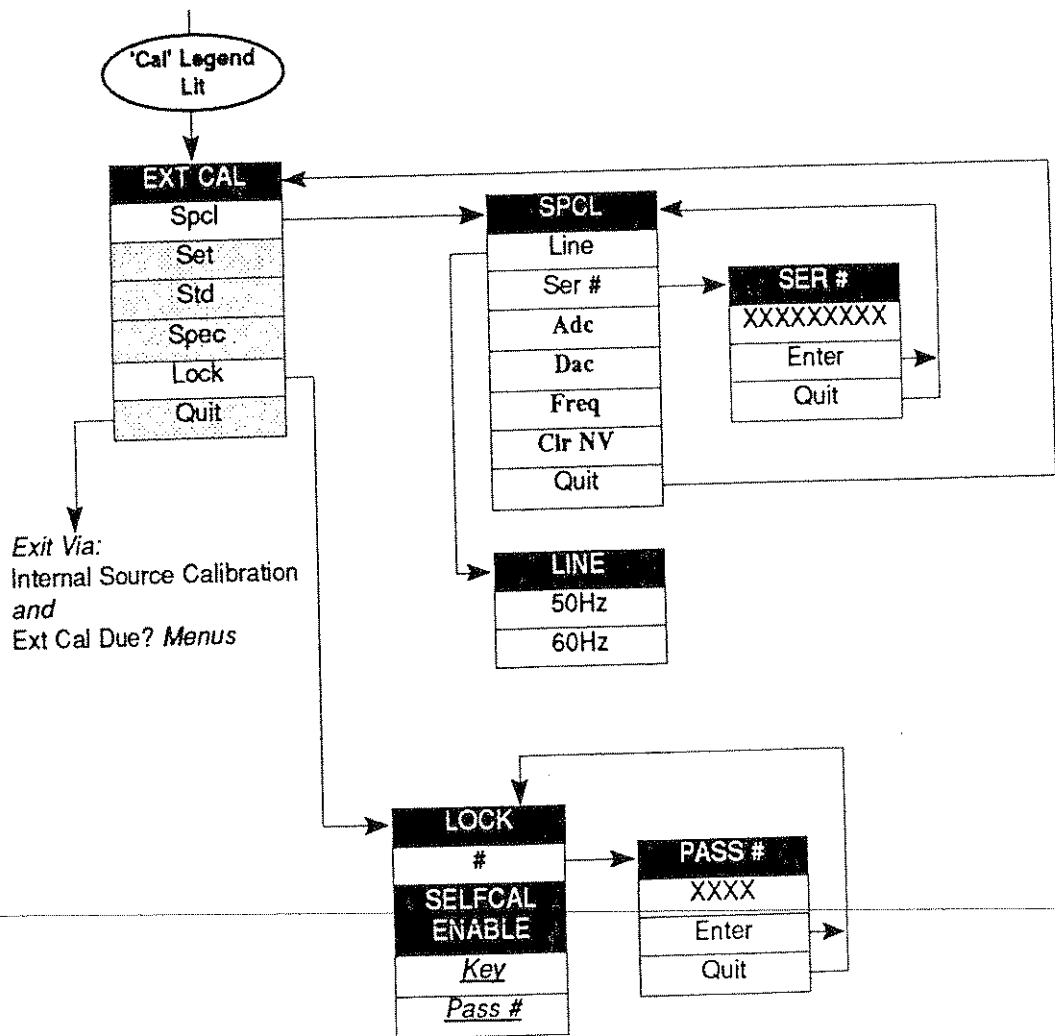 'Cal' Legend
Lit
EXT CAL
Spcl
Set
Std
Spec
Lock
Quit
Exit Via:
Internal Source Calibration
and
Ext Cal Due? Menus
SPCL
Line
Ser #
Adc
Dac
Freq
Clr NV
Quit
SER #
XXXXXXXXX
Enter
Quit
LINE
50Hz
60Hz
LOCK
#
SELFCAL
ENABLE
Key
Pass #
PASS #
XXXX
Enter
Quit